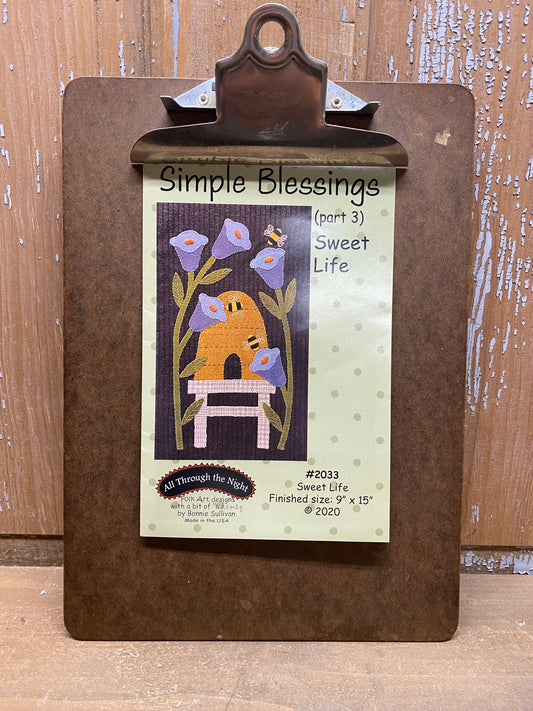 Simple Blessings
(part 3)
Sweet
Life
All Through the Night
Folk Art designs
with a bit of whimsy
by Bonnie Sullivan
Made in the USA
#2033
Sweet Life
Finished size: 9" x 15"
© 2020